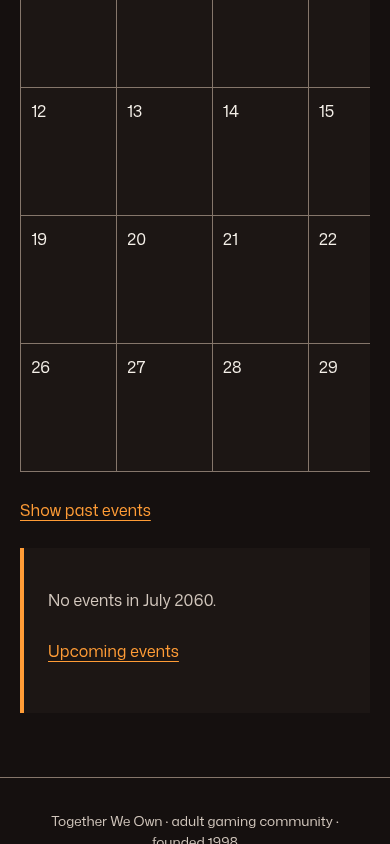 12 13 14 15
19 20 21 22
26 27 28 29
Show past events
No events in July 2060.
Upcoming events
Together We Own · adult gaming community ·
founded 1998